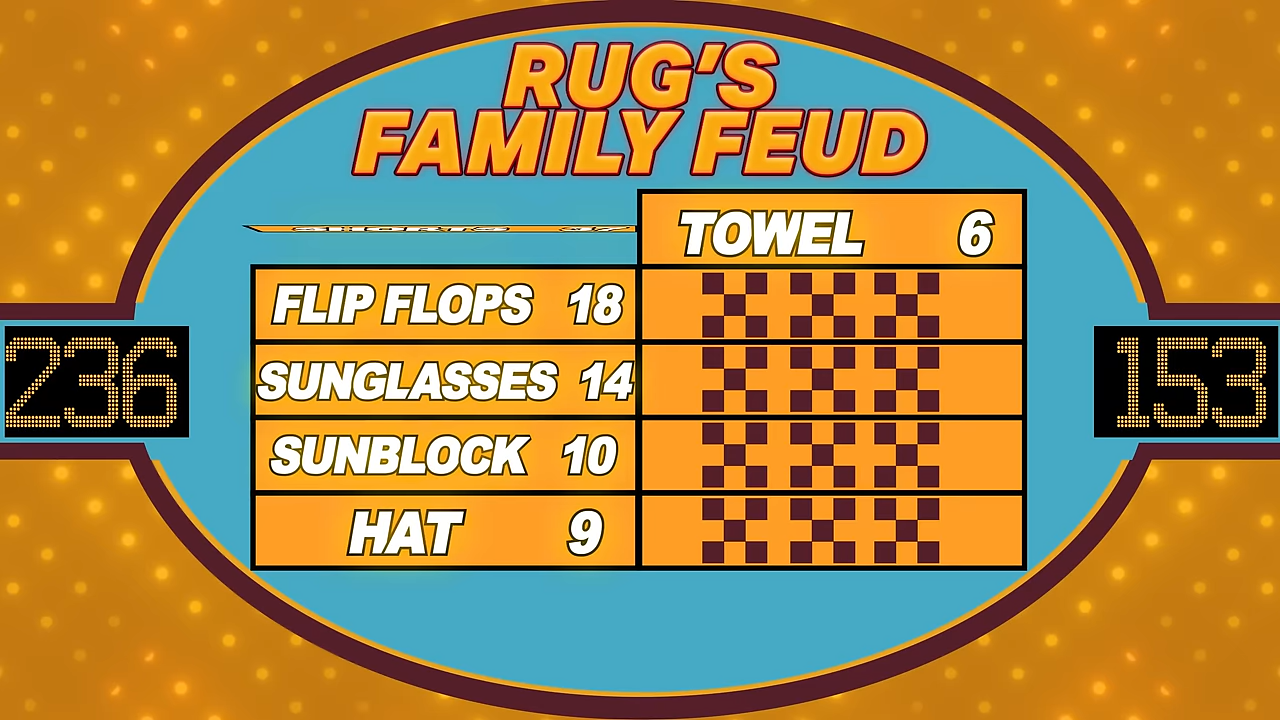 RUG'S
FAMILY FEUD
TOWEL 6
FLIP FLOPS 18
SUNGLASSES 14
SUNBLOCK 10
HAT 9
236
153